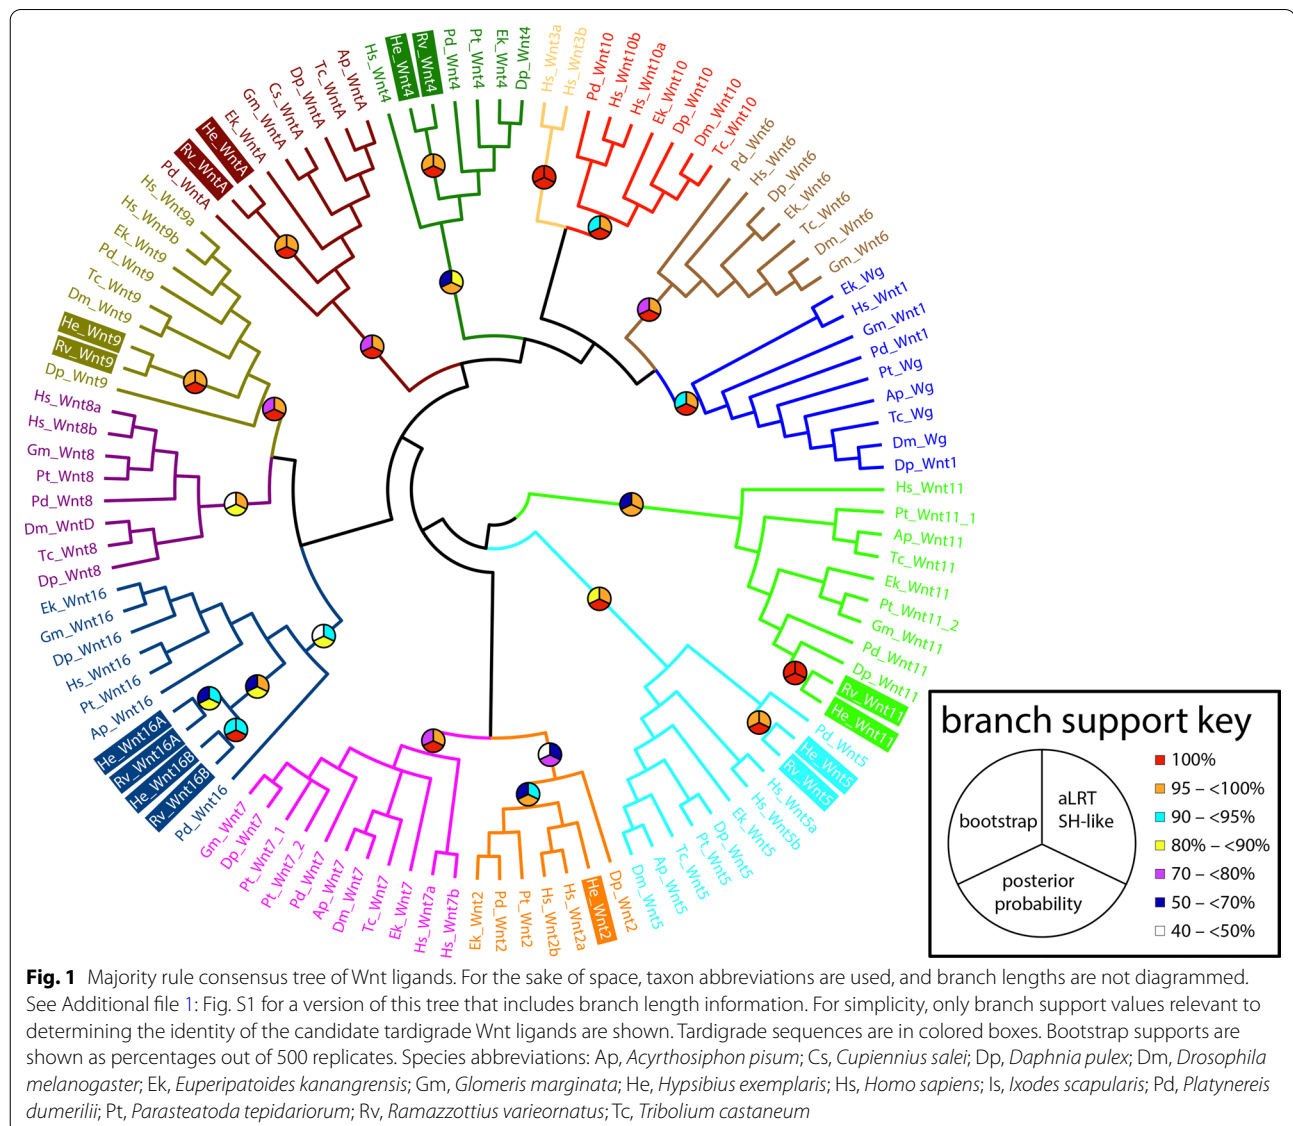 Hs_Wnt4
He_Wnt4
Rv_Wnt4
Pd_Wnt4
Pt_Wnt4
Ek_Wnt4
Dp_Wnt4
Hs_Wnt3a
Hs_Wnt3b
Pd_Wnt10
Hs_Wnt10b
Hs_Wnt10a
Ek_Wnt10
Dp_Wnt10
Dm_Wnt10
Tc_Wnt10
Pd_Wnt6
Hs_Wnt6
Dp_Wnt6
Ek_Wnt6
Tc_Wnt6
Dm_Wnt6
Gm_Wnt6
Ek_Wg
Hs_Wnt1
Gm_Wnt1
Pd_Wnt1
Pt_Wg
Ap_Wg
Tc_Wg
Dm_Wg
Dp_Wnt1
Hs_Wnt11
Pt_Wnt11_1
Ap_Wnt11
Tc_Wnt11
Ek_Wnt11
Pt_Wnt11_2
Gm_Wnt11
Pd_Wnt11
Dp_Wnt11
Rv_Wnt11
He_Wnt11
Pd_Wnt5
He_Wnt5
Rv_Wnt5
Hs_Wnt5a
Hs_Wnt5b
Ek_Wnt5
Dp_Wnt5
Pt_Wnt5
Tc_Wnt5
Ap_Wnt5
Dm_Wnt5
Dp_Wnt2
He_Wnt2
Hs_Wnt2a
Hs_Wnt2b
Pt_Wnt2
Pd_Wnt2
Ek_Wnt2
Hs_Wnt7b
Hs_Wnt7a
Ek_Wnt7
Tc_Wnt7
Dm_Wnt7
Ap_Wnt7
Pd_Wnt7
Pt_Wnt7_2
Pt_Wnt7_1
Dp_Wnt7
Gm_Wnt7
Pd_Wnt16
Rv_Wnt16B
He_Wnt16B
Rv_Wnt16A
He_Wnt16A
Ap_Wnt16
Pt_Wnt16
Hs_Wnt16
Dp_Wnt16
Gm_Wnt16
Ek_Wnt16
Dp_Wnt8
Tc_Wnt8
Dm_WntD
Pd_Wnt8
Pt_Wnt8
Gm_Wnt8
Hs_Wnt8b
Hs_Wnt8a
Dp_Wnt9
Rv_Wnt9
He_Wnt9
Dm_Wnt9
Tc_Wnt9
Pd_Wnt9
Ek_Wnt9
Hs_Wnt9b
Hs_Wnt9a
Pd_WntA
Rv_WntA
He_WntA
Ek_WntA
Gm_WntA
Cs_WntA
Dp_WntA
Tc_WntA
Ap_WntA
branch support key
bootstrap
aLRT
SH-like
posterior
probability
100%
95 – <100%
90 – <95%
80% – <90%
70 – <80%
50 – <70%
40 – <50%
Fig. 1 Majority rule consensus tree of Wnt ligands. For the sake of space, taxon abbreviations are used, and branch lengths are not diagrammed.
See Additional file 1: Fig. S1 for a version of this tree that includes branch length information. For simplicity, only branch support values relevant to
determining the identity of the candidate tardigrade Wnt ligands are shown. Tardigrade sequences are in colored boxes. Bootstrap supports are
shown as percentages out of 500 replicates. Species abbreviations: Ap, Acyrthosiphon pisum; Cs, Cupiennius salei; Dp, Daphnia pulex; Dm, Drosophila
melanogaster; Ek, Euperipatoides kanangrensis; Gm, Glomeris marginata; He, Hypsibius exemplaris; Hs, Homo sapiens; Is, Ixodes scapularis; Pd, Platynereis
dumerilii; Pt, Parasteatoda tepidariorum; Rv, Ramazzottius varieornatus; Tc, Tribolium castaneum